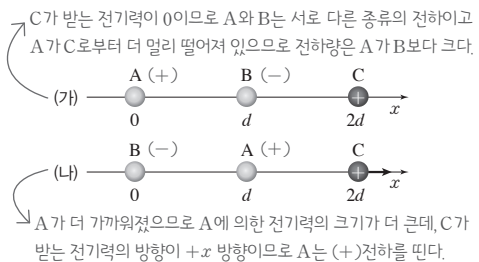 C가 받는 전기력이 0이므로 A와 B는 서로 다른 종류의 전하이고
A가 C로부터 더 멀리 떨어져 있으므로 전하량은 A가 B보다 크다.
A (+) B (-) C
(가) +
0 d 2d x
B (-) A (+) C
(나) +
0 d 2d x
A가 더 가까워졌으므로 A에 의한 전기력의 크기가 더 큰데, C가
받는 전기력의 방향이 +x 방향이므로 A는 (+)전하를 띤다.